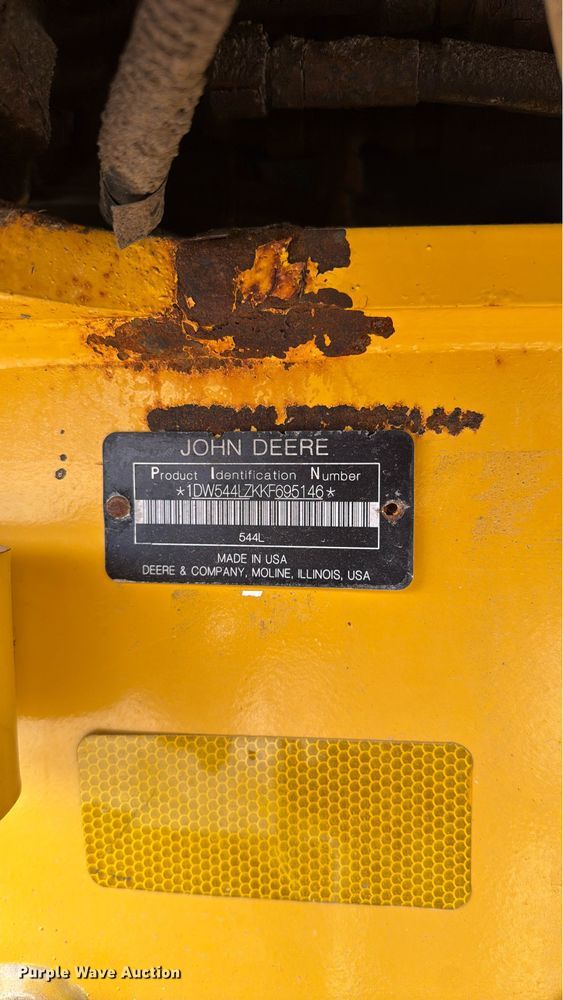 JOHN DEERE
Product Identification Number
*1DW544LZKKF695146*
544L
MADE IN USA
DEERE & COMPANY, MOLINE, ILLINOIS, USA
Purple Wave Auction